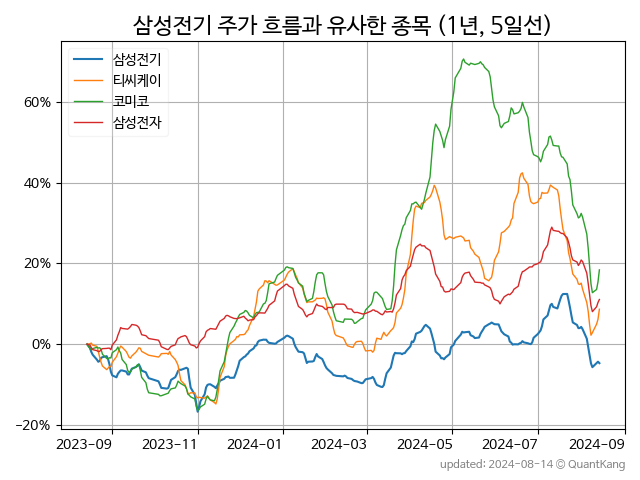 삼성전기 주가 흐름과 유사한 종목 (1년, 5일선)
삼성전기
티씨케이
코미코
삼성전자
60%
40%
20%
0%
−20%
2023-09 2023-11 2024-01 2024-03 2024-05 2024-07 2024-09
updated: 2024-08-14 © QuantKang